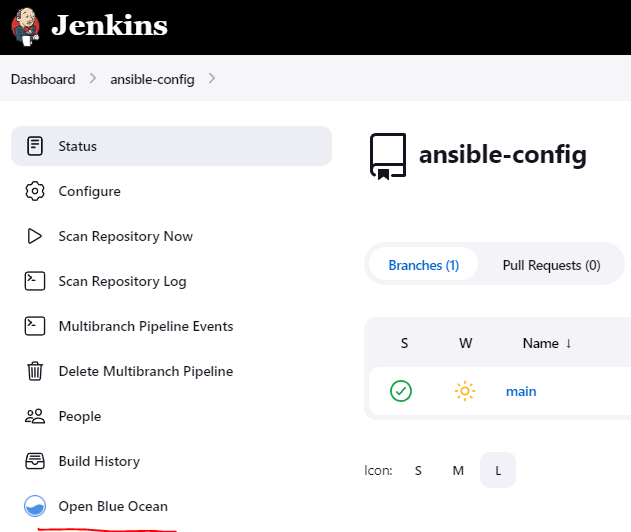 Jenkins
Dashboard ansible-config
Status
Configure
Scan Repository Now
Scan Repository Log
Multibranch Pipeline Events
Delete Multibranch Pipeline
People
Build History
Open Blue Ocean
ansible-config
Branches (1) Pull Requests (0)
S W Name ↓
main
Icon: S M L